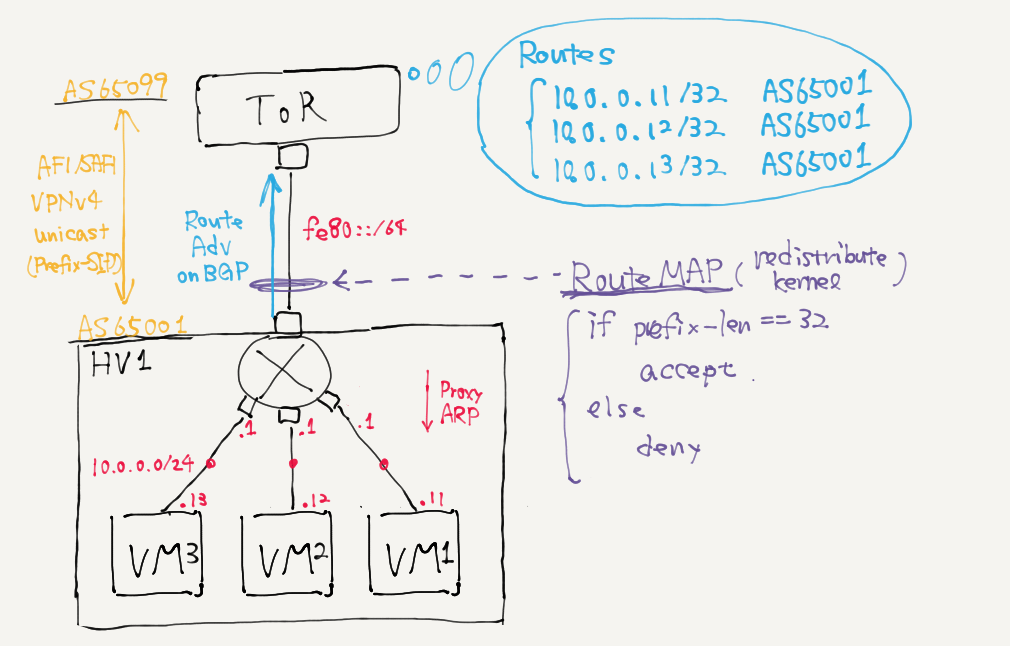 AS65099
AFI/SAFI
VPNv4
unicast
(Prefix-SID)
AS65001
ToR
Routes
10.0.0.11/32 AS65001
10.0.0.12/32 AS65001
10.0.0.13/32 AS65001
Route
Adv
on BGP
fe80::/64
Route MAP (redistribute
kernel)
if prefix-len == 32
accept
else
deny
HV1
Proxy
ARP
.1
.1
.1
10.0.0.0/24
.13
.12
.11
VM3
VM2
VM1